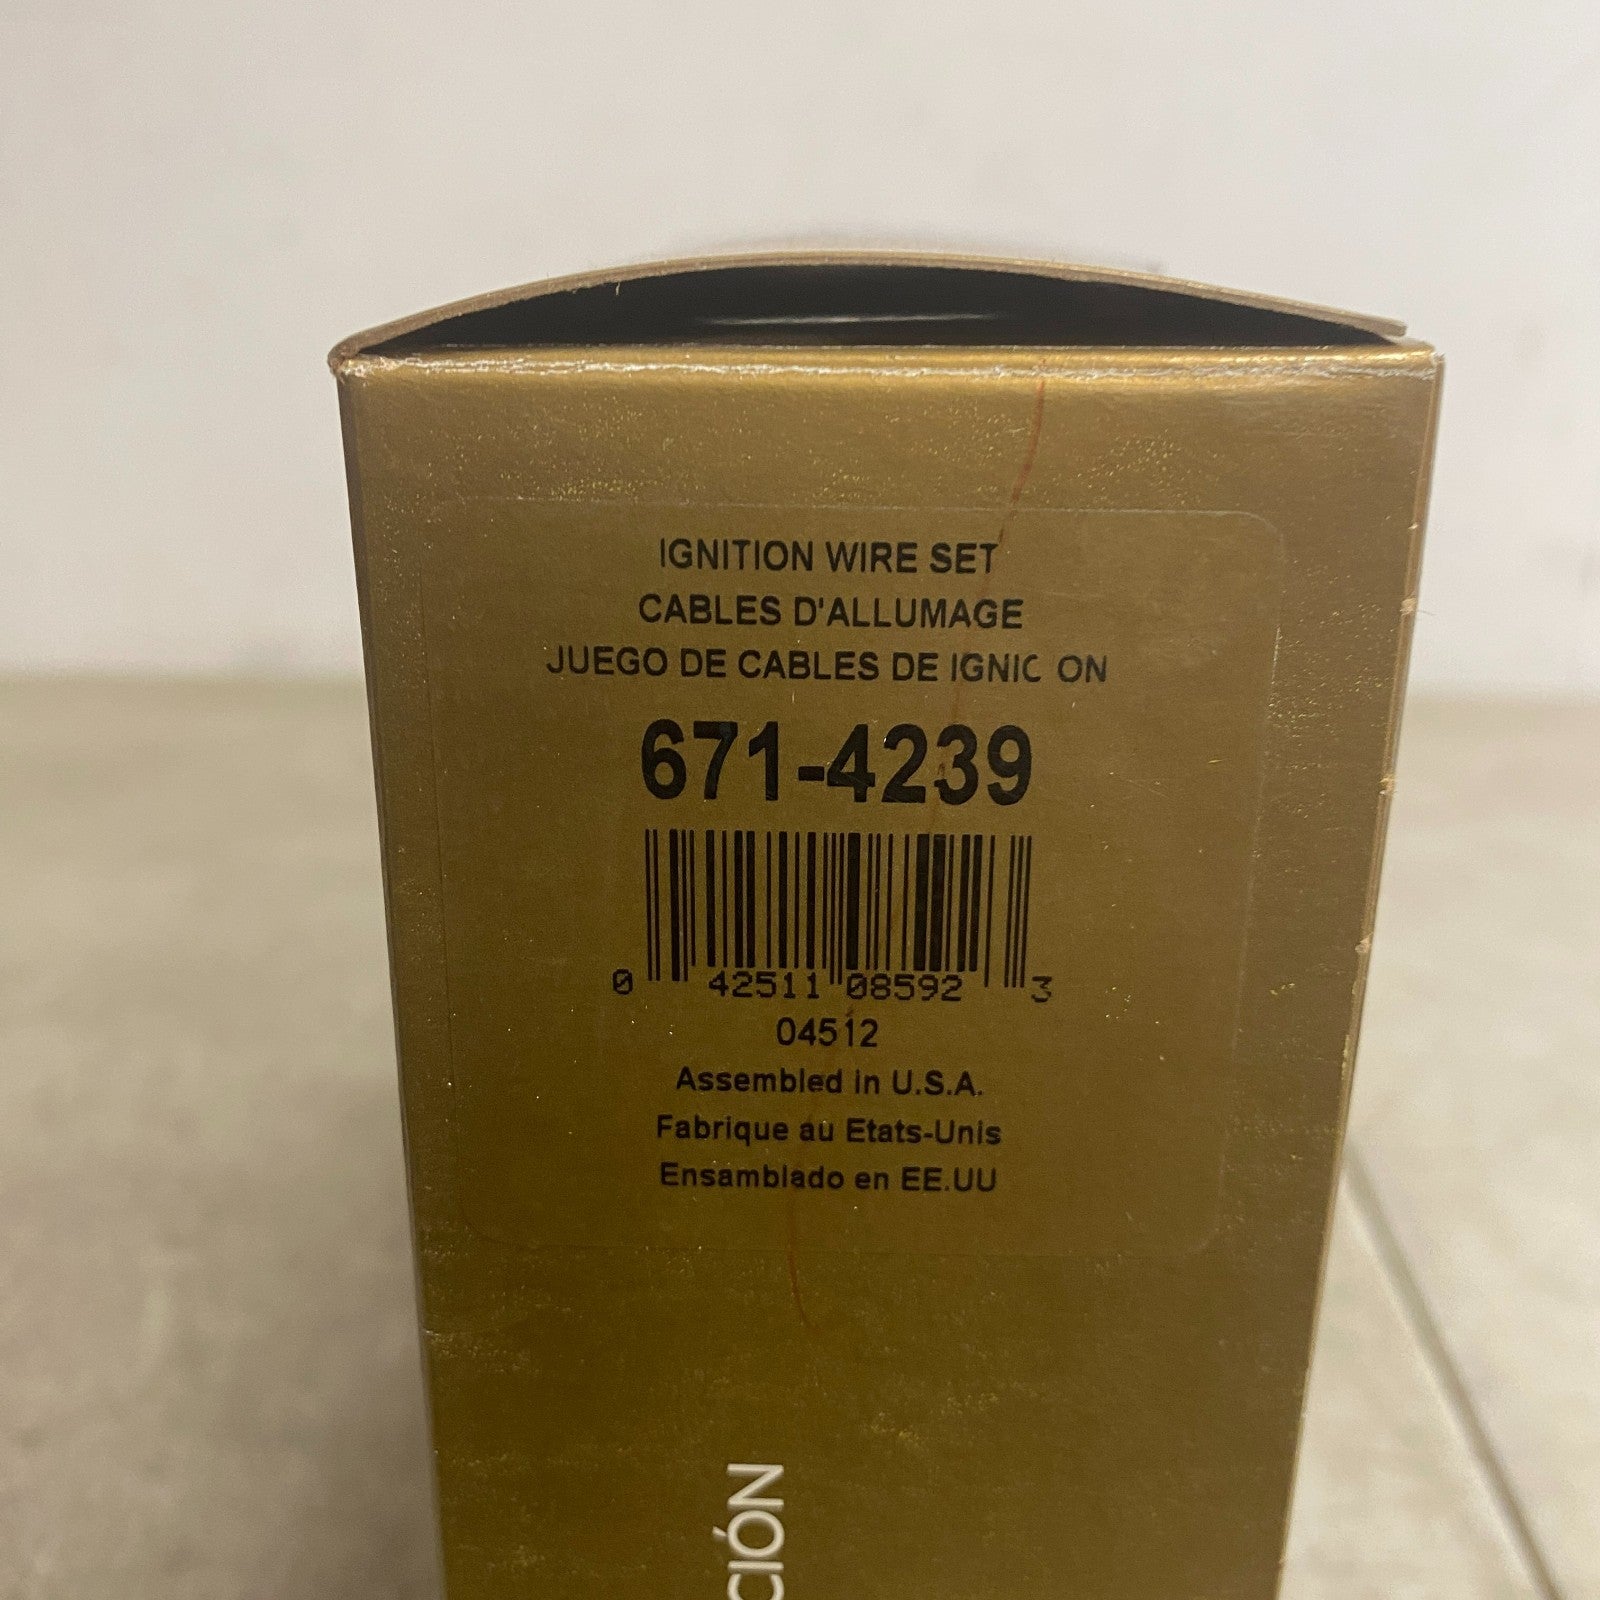 IGNITION WIRE SET
CABLES D'ALLUMAGE
JUEGO DE CABLES DE IGNIC ON
671-4239
0 42511 08592 3
04512
Assembled in U.S.A.
Fabrique au Etats-Unis
Ensamblado en EE.UU
CIÓN